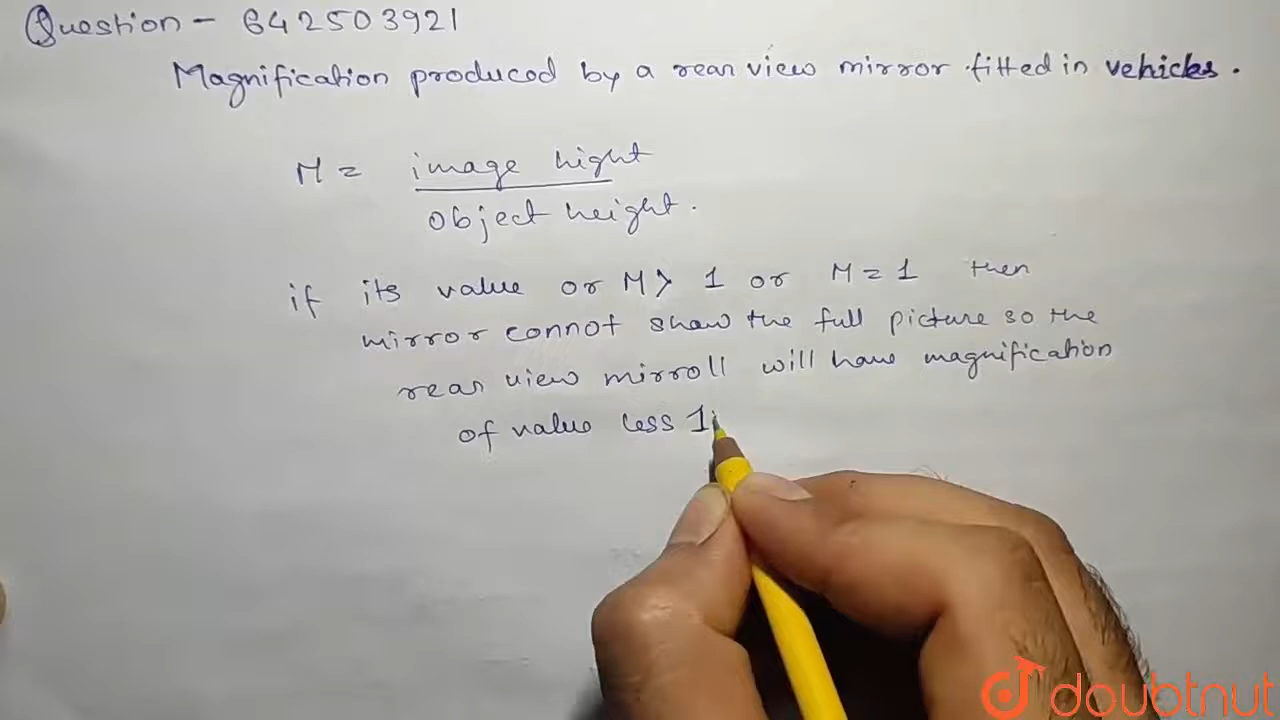 Question - 642503921
Magnification producod by a rear view mirror fitted in vehicles.
M = image hight
object height.
if its value or M > 1 or M = 1 then
mirror connot show the full picture so the
rear view mirroll will have magnification
of value less 1
doubtnut